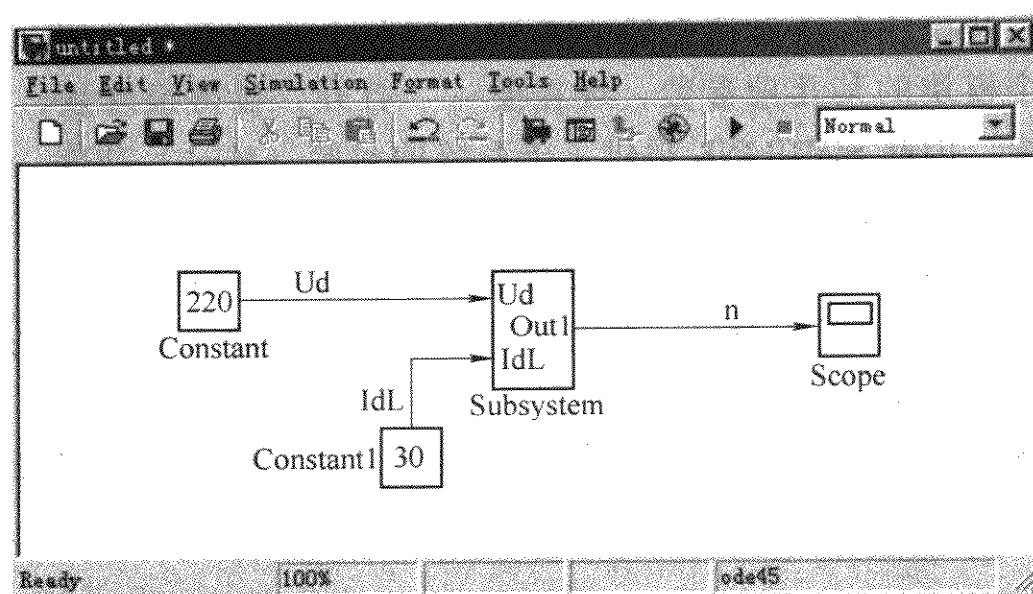 untitled *
File Edit View Simulation Format Tools Help
Normal
220
Ud
Constant
Ud
Out1
IdL
Subsystem
n
Scope
IdL
Constant1
30
Ready
100%
ode45